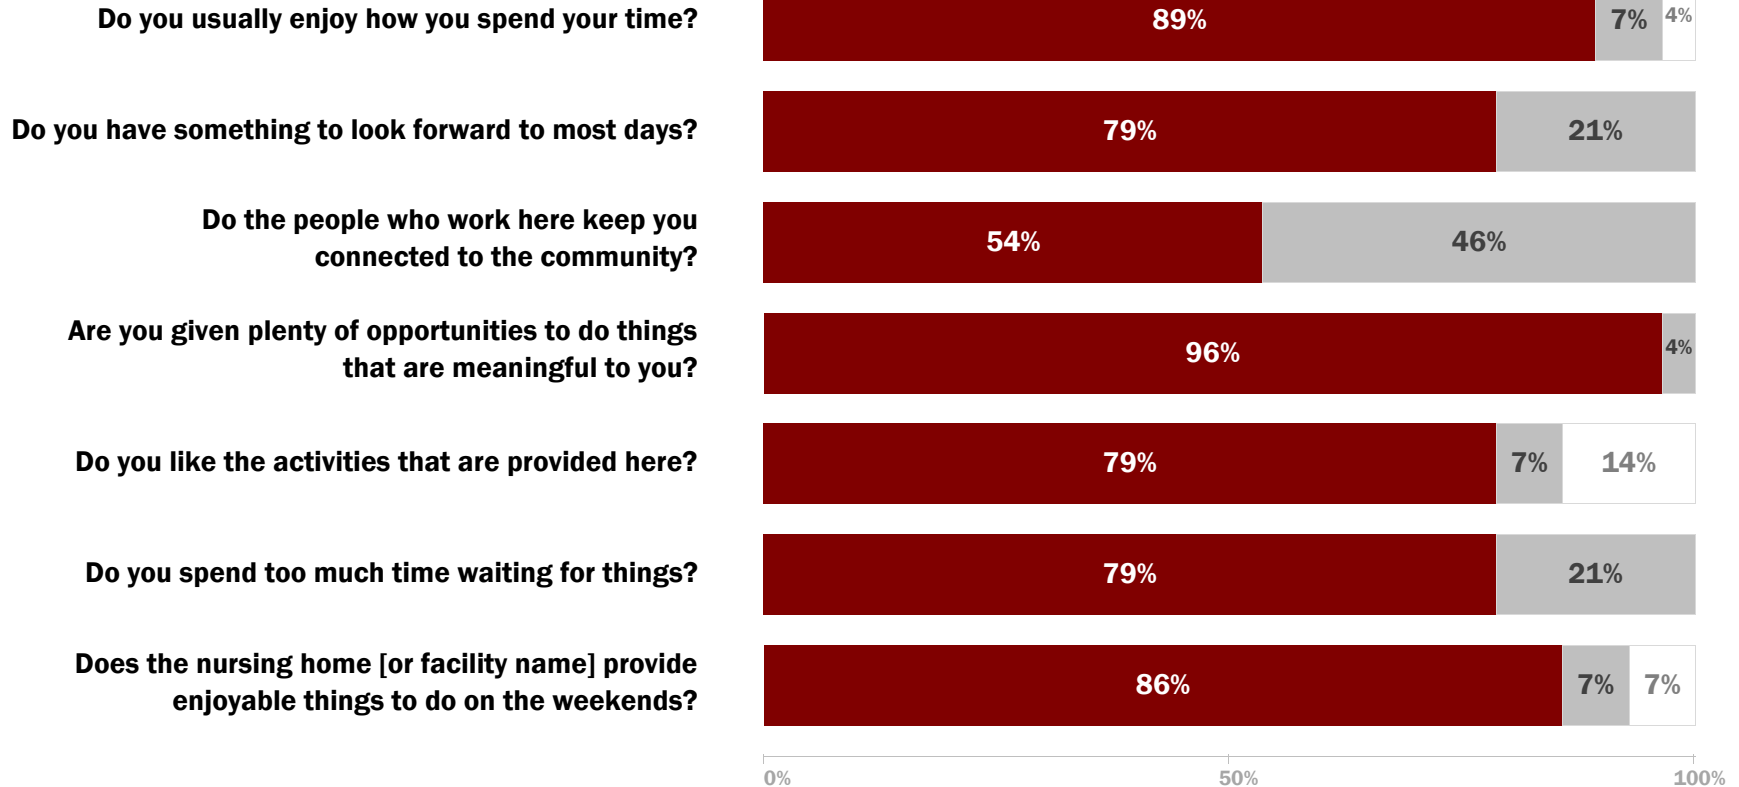 Do you usually enjoy how you spend your time? 89% 7% 4%
Do you have something to look forward to most days? 79% 21%
Do the people who work here keep you
connected to the community? 54% 46%
Are you given plenty of opportunities to do things
that are meaningful to you? 96% 4%
Do you like the activities that are provided here? 79% 7% 14%
Do you spend too much time waiting for things? 79% 21%
Does the nursing home [or facility name] provide
enjoyable things to do on the weekends? 86% 7% 7%
0% 50% 100%